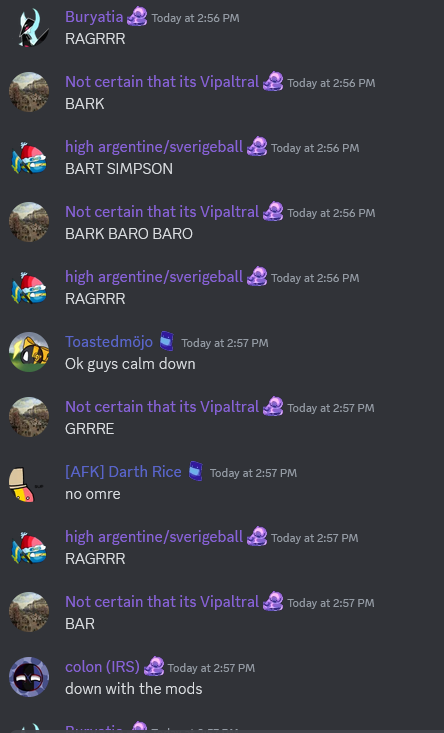 Buryatia Today at 2:56 PM
RAGRRR
Not certain that its Vipaltral Today at 2:56 PM
BARK
high argentine/sverigeball Today at 2:56 PM
BART SIMPSON
Not certain that its Vipaltral Today at 2:56 PM
BARK BARO BARO
high argentine/sverigeball Today at 2:56 PM
RAGRRR
Toastedmöjo Today at 2:57 PM
Ok guys calm down
Not certain that its Vipaltral Today at 2:57 PM
GRRRE
[AFK] Darth Rice Today at 2:57 PM
no omre
high argentine/sverigeball Today at 2:57 PM
RAGRRR
Not certain that its Vipaltral Today at 2:57 PM
BAR
colon (IRS) Today at 2:57 PM
down with the mods